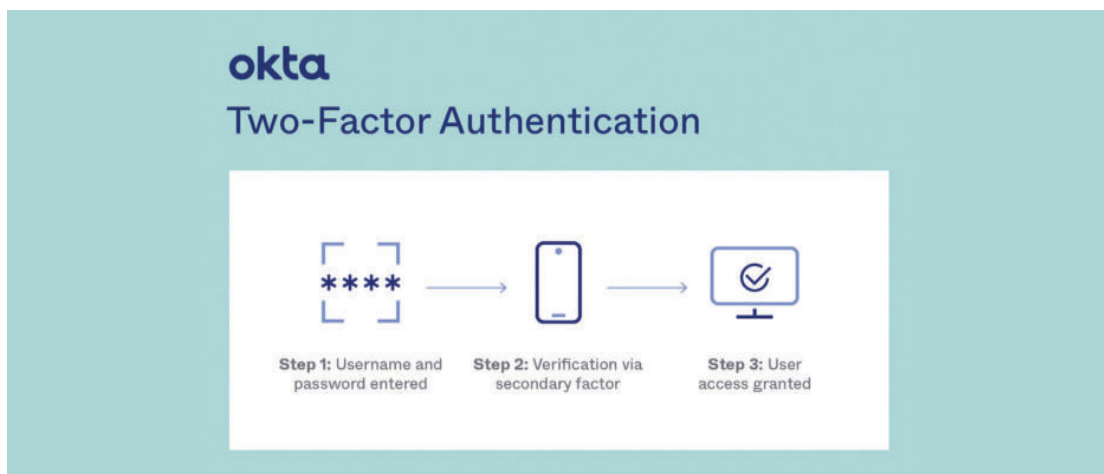 okta
Two-Factor Authentication
****
Step 1: Username and
password entered
Step 2: Verification via
secondary factor
Step 3: User
access granted